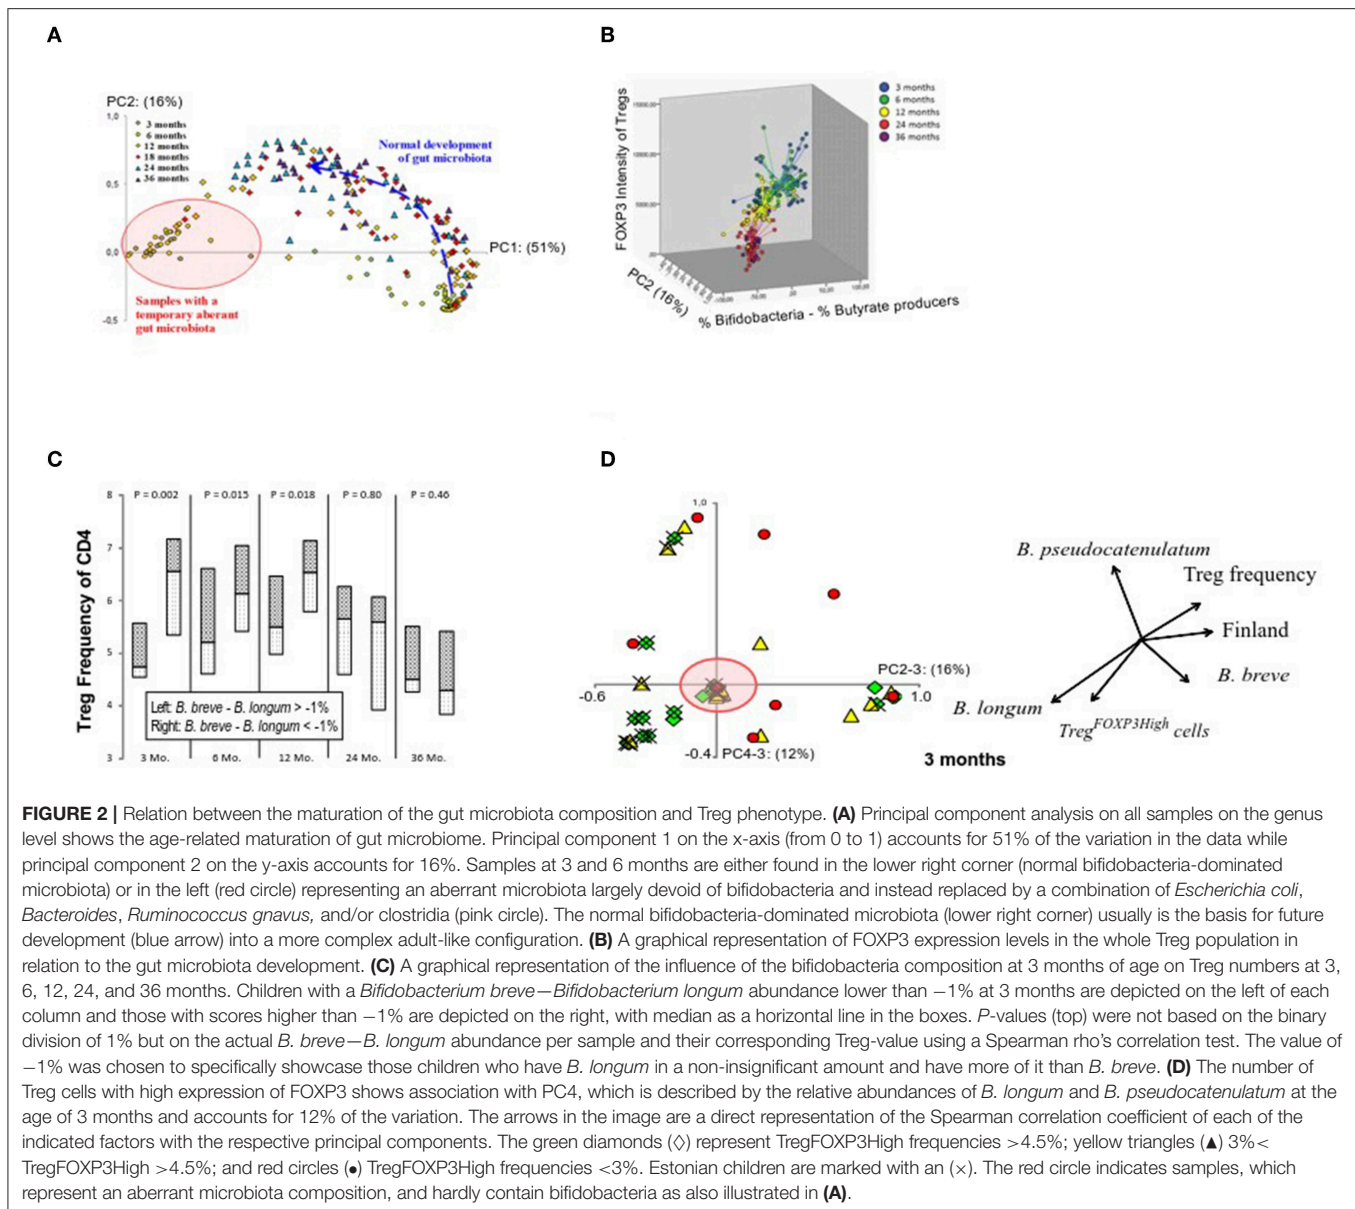 A
PC2: (16%)
1,0
0,5
0,0
-0,5
3 months
6 months
12 months
18 months
24 months
36 months
Normal development
of gut microbiota
PC1: (51%)
Samples with a
temporary aberrant
gut microbiota
B
FOXP3 Intensity of Tregs
PC2 (16%)
% Bifidobacteria - % Butyrate producers
3 months
6 months
12 months
24 months
36 months
C
Treg Frequency of CD4
8
7
6
5
4
3
P = 0.002 P = 0.015 P = 0.018 P = 0.80 P = 0.46
Left: B. breve - B. longum > -1%
Right: B. breve - B. longum < -1%
3 Mo. 6 Mo. 12 Mo. 24 Mo. 36 Mo.
D
1,0
PC2-3: (16%)
-0.6
1.0
-0.4
PC4-3: (12%)
3 months
B. pseudocatenulatum
Treg frequency
Finland
B. breve
B. longum
TregFOXP3High cells
FIGURE 2 | Relation between the maturation of the gut microbiota composition and Treg phenotype. (A) Principal component analysis on all samples on the genus
level shows the age-related maturation of gut microbiome. Principal component 1 on the x-axis (from 0 to 1) accounts for 51% of the variation in the data while
principal component 2 on the y-axis accounts for 16%. Samples at 3 and 6 months are either found in the lower right corner (normal bifidobacteria-dominated
microbiota) or in the left (red circle) representing an aberrant microbiota largely devoid of bifidobacteria and instead replaced by a combination of Escherichia coli,
Bacteroides, Ruminococcus gnavus, and/or clostridia (pink circle). The normal bifidobacteria-dominated microbiota (lower right corner) usually is the basis for future
development (blue arrow) into a more complex adult-like configuration. (B) A graphical representation of FOXP3 expression levels in the whole Treg population in
relation to the gut microbiota development. (C) A graphical representation of the influence of the bifidobacteria composition at 3 months of age on Treg numbers at 3,
6, 12, 24, and 36 months. Children with a Bifidobacterium breve—Bifidobacterium longum abundance lower than −1% at 3 months are depicted on the left of each
column and those with scores higher than −1% are depicted on the right, with median as a horizontal line in the boxes. P-values (top) were not based on the binary
division of 1% but on the actual B. breve—B. longum abundance per sample and their corresponding Treg-value using a Spearman rho's correlation test. The value of
−1% was chosen to specifically showcase those children who have B. longum in a non-insignificant amount and have more of it than B. breve. (D) The number of
Treg cells with high expression of FOXP3 shows association with PC4, which is described by the relative abundances of B. longum and B. pseudocatenulatum at the
age of 3 months and accounts for 12% of the variation. The arrows in the image are a direct representation of the Spearman correlation coefficient of each of the
indicated factors with the respective principal components. The green diamonds (◊) represent TregFOXP3High frequencies >4.5%; yellow triangles (▲) 3%<
TregFOXP3High >4.5%; and red circles (●) TregFOXP3High frequencies <3%. Estonian children are marked with an (×). The red circle indicates samples, which
represent an aberrant microbiota composition, and hardly contain bifidobacteria as also illustrated in (A).